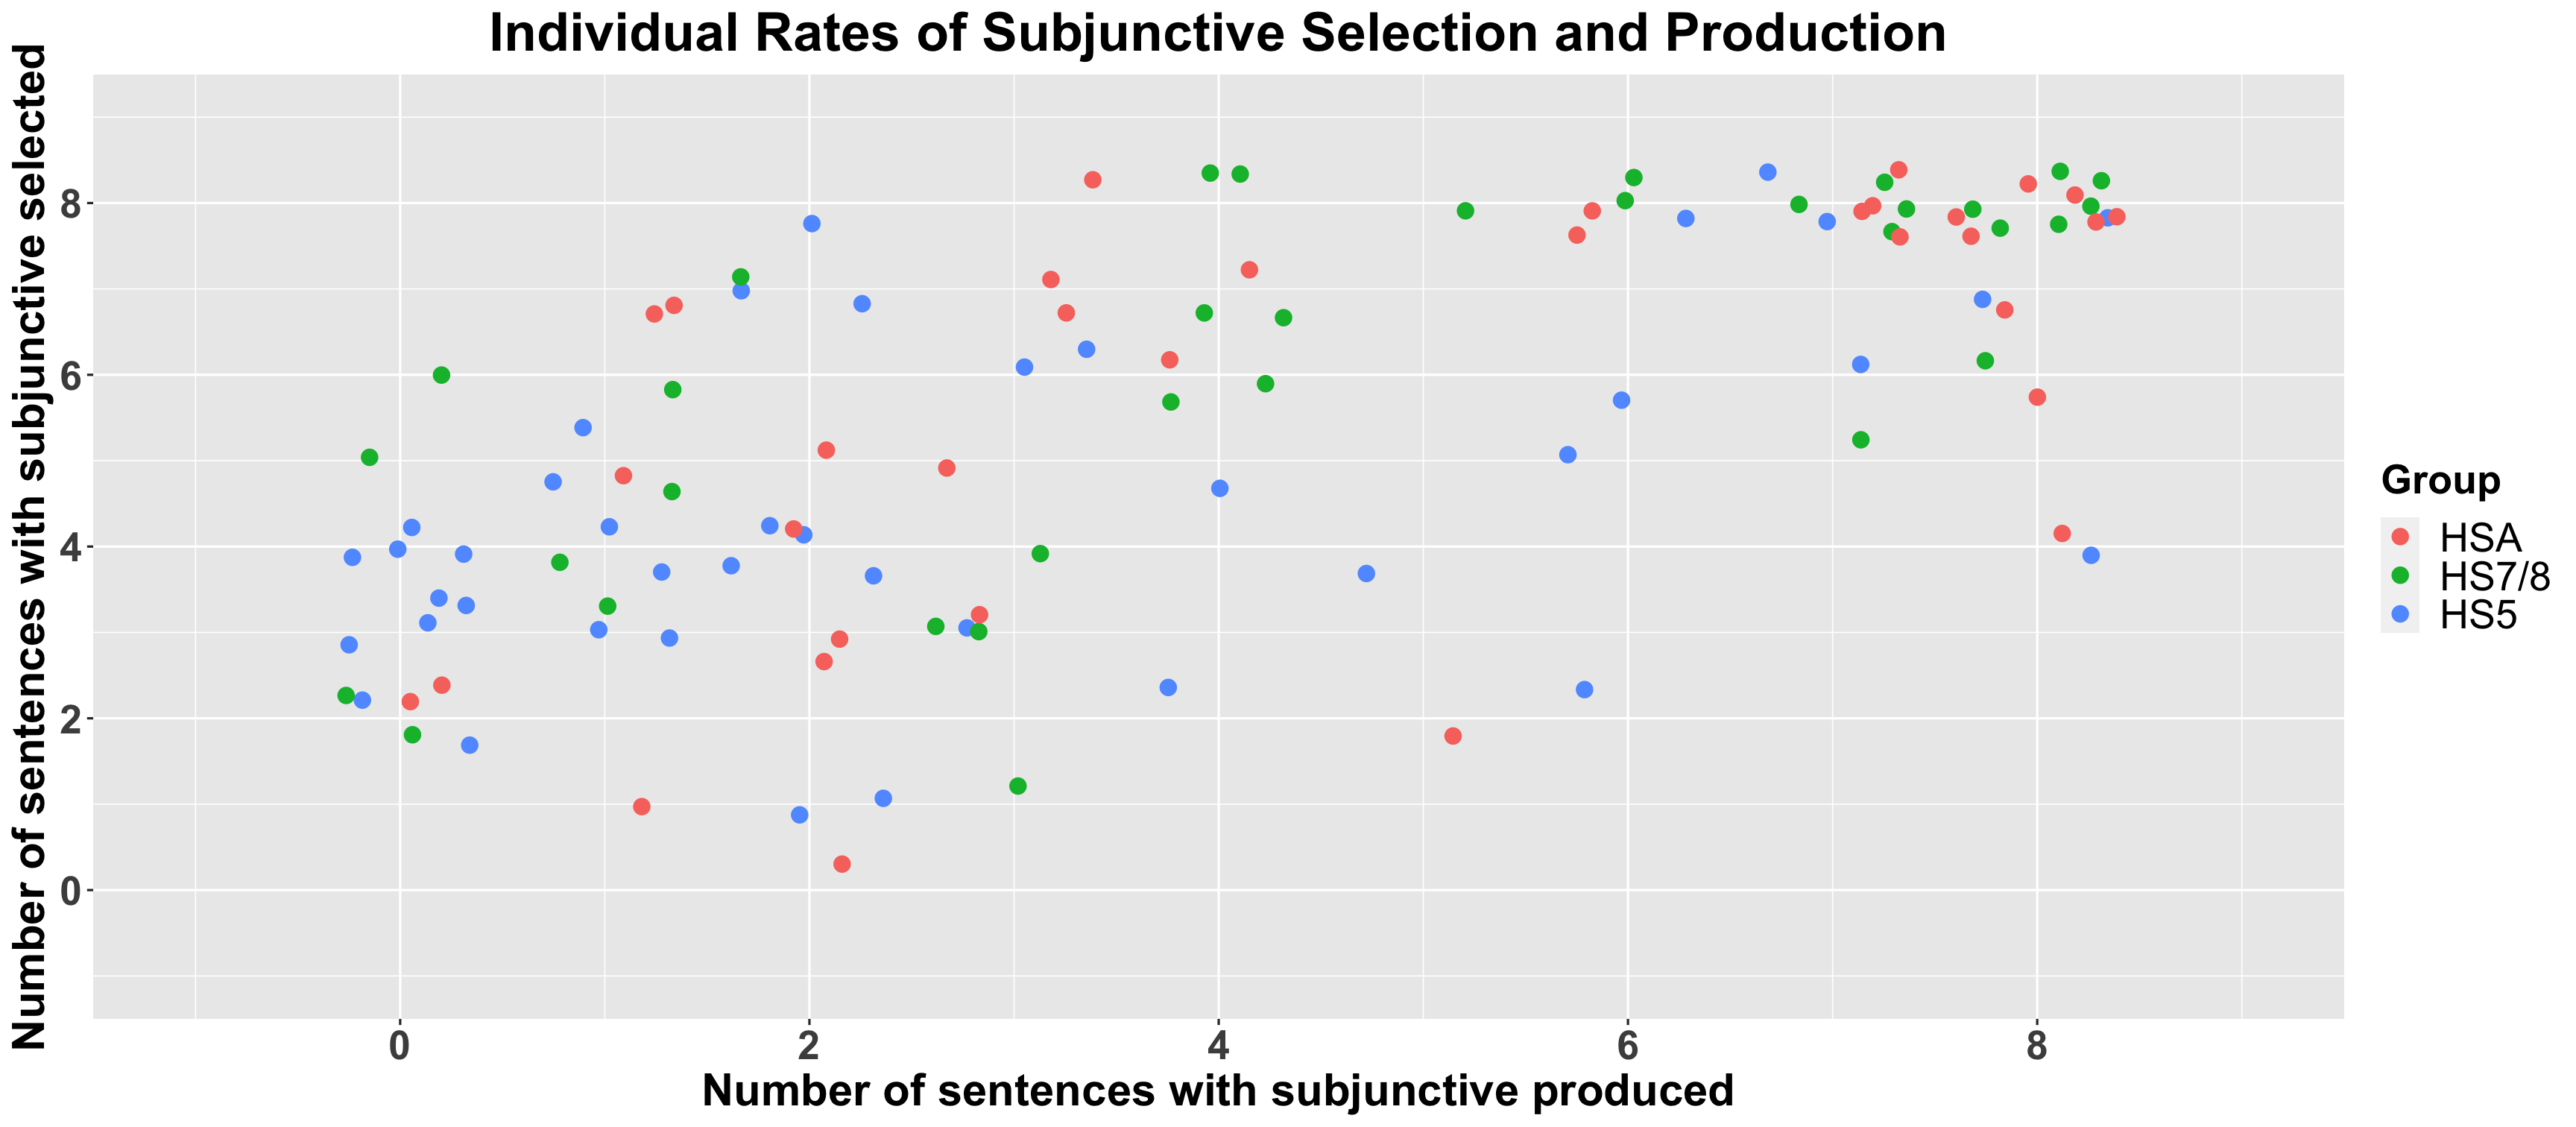 Individual Rates of Subjunctive Selection and Production
Number of sentences with subjunctive selected
8
6
4
2
0
0 2 4 6 8
Number of sentences with subjunctive produced
Group
HSA
HS7/8
HS5